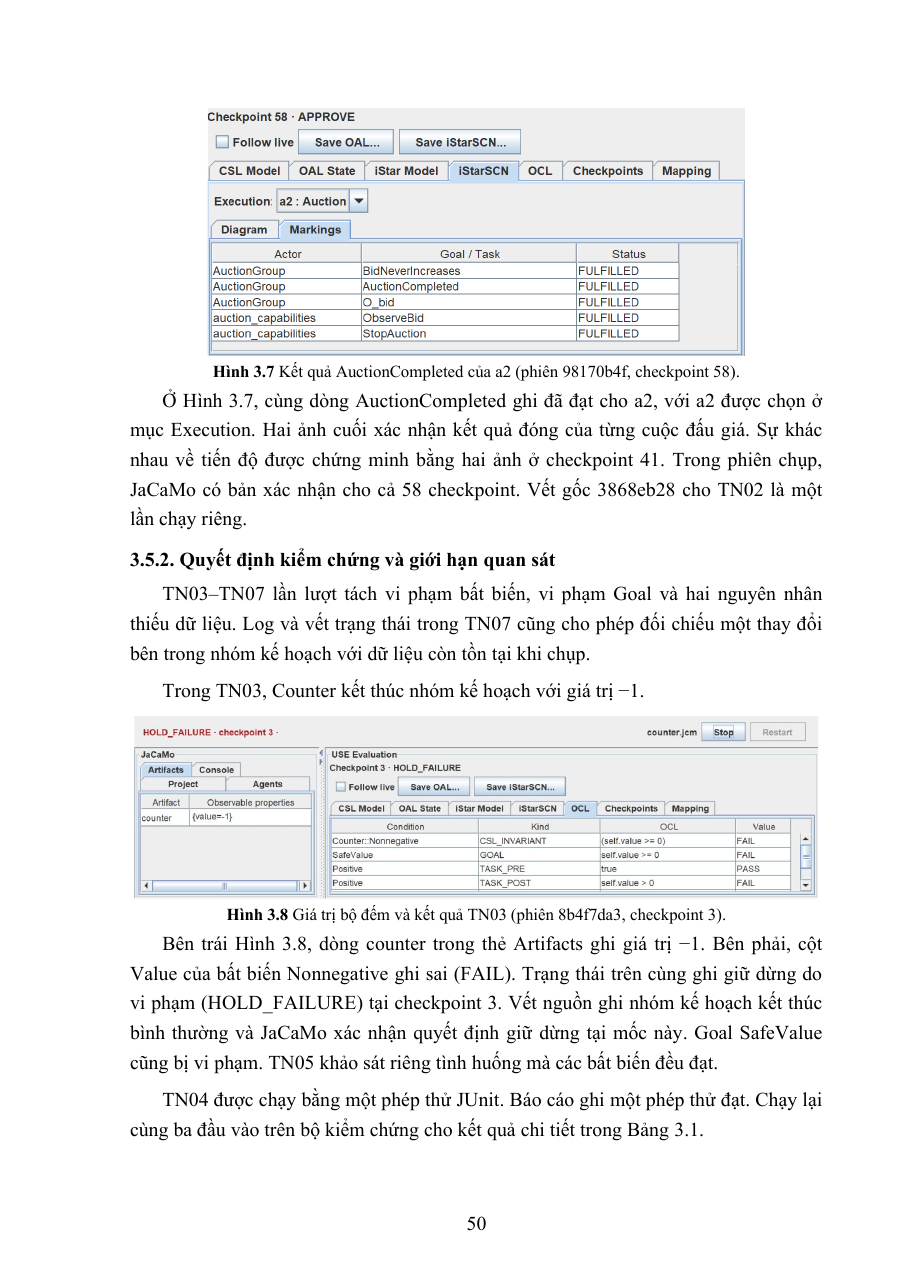 Checkpoint 58 · APPROVE
Follow live Save OAL... Save iStarSCN...
CSL Model OAL State iStar Model iStarSCN OCL Checkpoints Mapping
Execution: a2 : Auction
Diagram Markings
Actor Goal / Task Status
AuctionGroup BidNeverIncreases FULFILLED
AuctionGroup AuctionCompleted FULFILLED
AuctionGroup O_bid FULFILLED
auction_capabilities ObserveBid FULFILLED
auction_capabilities StopAuction FULFILLED
Hình 3.7 Kết quả AuctionCompleted của a2 (phiên 98170b4f, checkpoint 58).
Ở Hình 3.7, cùng dòng AuctionCompleted ghi đã đạt cho a2, với a2 được chọn ở
mục Execution. Hai ảnh cuối xác nhận kết quả đóng của từng cuộc đấu giá. Sự khác
nhau về tiến độ được chứng minh bằng hai ảnh ở checkpoint 41. Trong phiên chụp,
JaCaMo có bản xác nhận cho cả 58 checkpoint. Vết gốc 3868eb28 cho TN02 là một
lần chạy riêng.
3.5.2. Quyết định kiểm chứng và giới hạn quan sát
TN03–TN07 lần lượt tách vi phạm bất biến, vi phạm Goal và hai nguyên nhân
thiếu dữ liệu. Log và vết trạng thái trong TN07 cũng cho phép đối chiếu một thay đổi
bên trong nhóm kế hoạch với dữ liệu còn tồn tại khi chụp.
Trong TN03, Counter kết thúc nhóm kế hoạch với giá trị −1.
HOLD_FAILURE - checkpoint 3 · counter.jcm Stop Restart
JaCaMo
Artifacts Console
Project Agents
Artifact Observable properties
counter {value=-1}
USE Evaluation
Checkpoint 3 · HOLD_FAILURE
Follow live Save OAL... Save iStarSCN...
CSL Model OAL State iStar Model iStarSCN OCL Checkpoints Mapping
Condition Kind OCL Value
Counter::Nonnegative CSL_INVARIANT (self.value >= 0) FAIL
SafeValue GOAL self.value >= 0 FAIL
Positive TASK_PRE true PASS
Positive TASK_POST self.value > 0 FAIL
Hình 3.8 Giá trị bộ đếm và kết quả TN03 (phiên 8b4f7da3, checkpoint 3).
Bên trái Hình 3.8, dòng counter trong thẻ Artifacts ghi giá trị −1. Bên phải, cột
Value của bất biến Nonnegative ghi sai (FAIL). Trạng thái trên cùng ghi giữ dừng do
vi phạm (HOLD_FAILURE) tại checkpoint 3. Vết nguồn ghi nhóm kế hoạch kết thúc
bình thường và JaCaMo xác nhận quyết định giữ dừng tại mốc này. Goal SafeValue
cũng bị vi phạm. TN05 khảo sát riêng tình huống mà các bất biến đều đạt.
TN04 được chạy bằng một phép thử JUnit. Báo cáo ghi một phép thử đạt. Chạy lại
cùng ba đầu vào trên bộ kiểm chứng cho kết quả chi tiết trong Bảng 3.1.
50